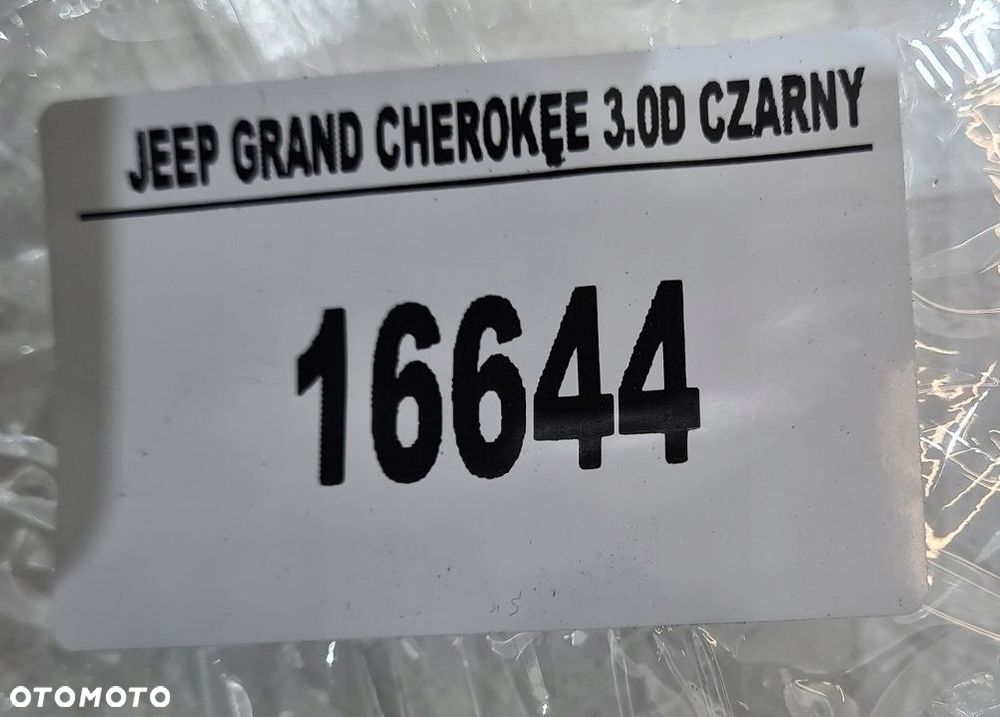 JEEP GRAND CHEROKĘE 3.0D CZARNY
16644
OTOMOTO